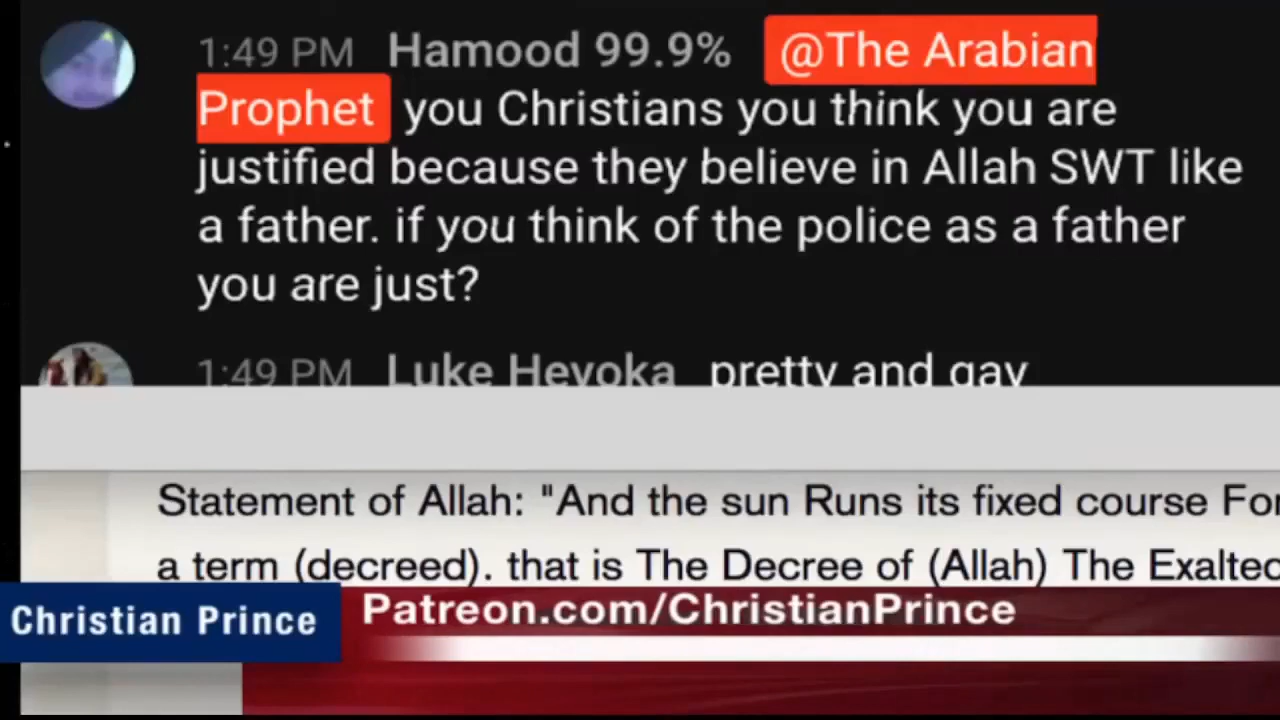 1:49 PM Hamood 99.9% @The Arabian
Prophet you Christians you think you are
justified because they believe in Allah SWT like
a father. if you think of the police as a father
you are just?
1:49 PM Luke Heyoka pretty and gay
Statement of Allah: "And the sun Runs its fixed course For
a term (decreed). that is The Decree of (Allah) The Exalted
Christian Prince
Patreon.com/ChristianPrince